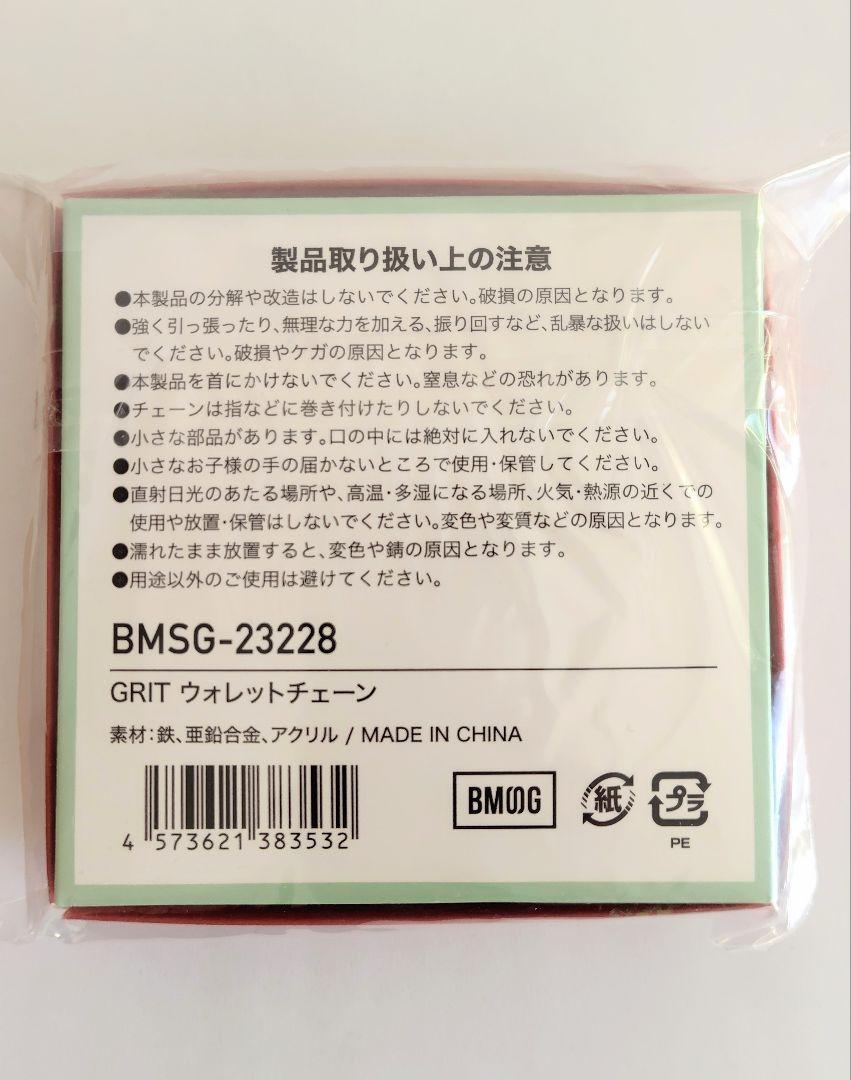 製品取り扱い上の注意
●本製品の分解や改造はしないでください。破損の原因となります。
●強く引っ張ったり、無理な力を加える、振り回すなど、乱暴な扱いはしない
でください。破損やケガの原因となります。
●本製品を首にかけないでください。窒息などの恐れがあります。
●チェーンは指などに巻き付けたりしないでください。
●小さな部品があります。口の中には絶対に入れないでください。
●小さなお子様の手の届かないところで使用・保管してください。
●直射日光のあたる場所や、高温・多湿になる場所、火気・熱源の近くでの
使用や放置・保管はしないでください。変色や変質などの原因となります。
●濡れたまま放置すると、変色や錆の原因となります。
●用途以外のご使用は避けてください。
BMSG-23228
GRIT ウォレットチェーン
素材：鉄、亜鉛合金、アクリル / MADE IN CHINA
4 573621 383532
BMSG
紙
プラ
PE